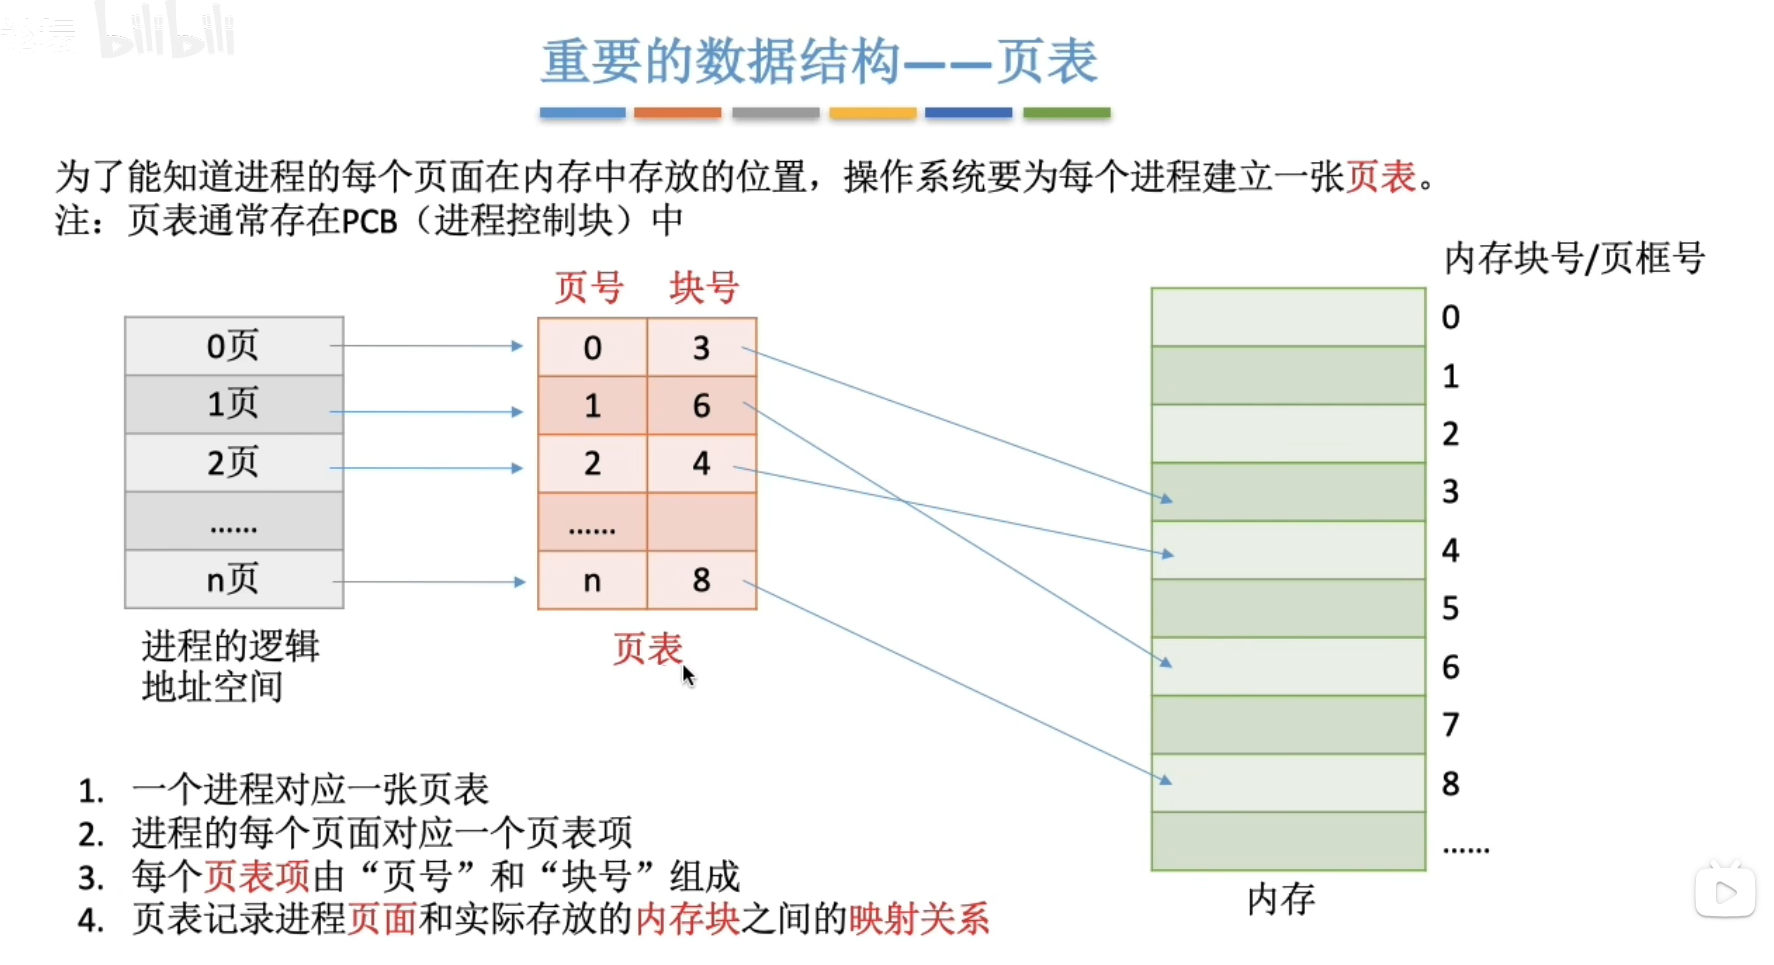 bilibili
重要的数据结构——页表
为了能知道进程的每个页面在内存中存放的位置，操作系统要为每个进程建立一张页表。
注：页表通常存在PCB（进程控制块）中
内存块号/页框号
页号 块号
0页
1页
2页
......
n页
进程的逻辑
地址空间
0 3
1 6
2 4
......
n 8
页表
0
1
2
3
4
5
6
7
8
......
内存
1. 一个进程对应一张页表
2. 进程的每个页面对应一个页表项
3. 每个页表项由“页号”和“块号”组成
4. 页表记录进程页面和实际存放的内存块之间的映射关系